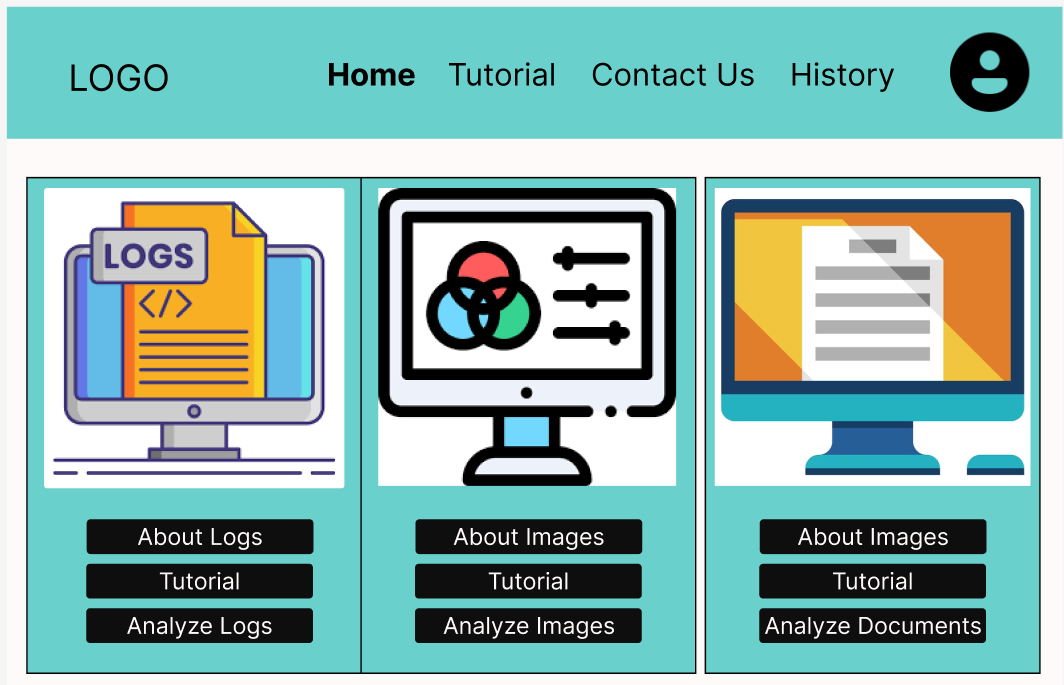 LOGO Home Tutorial Contact Us History
LOGS
</>
About Logs
Tutorial
Analyze Logs
About Images
Tutorial
Analyze Images
About Images
Tutorial
Analyze Documents